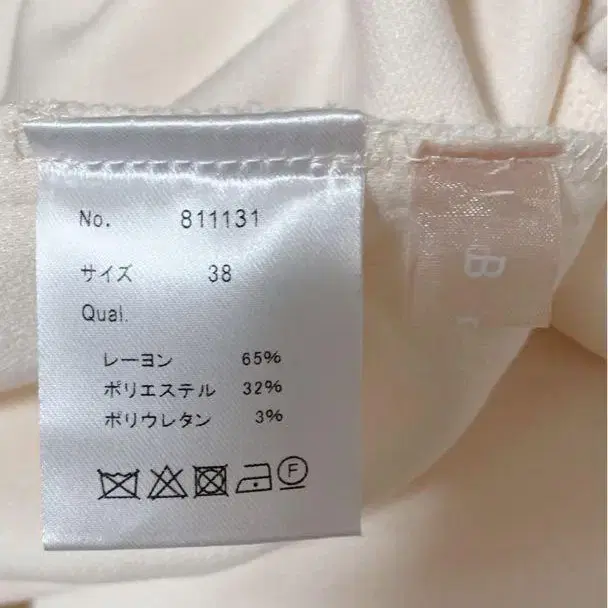 No. 811131
サイズ 38
Qual.
レーヨン 65%
ポリエステル 32%
ポリウレタン 3%
F
B